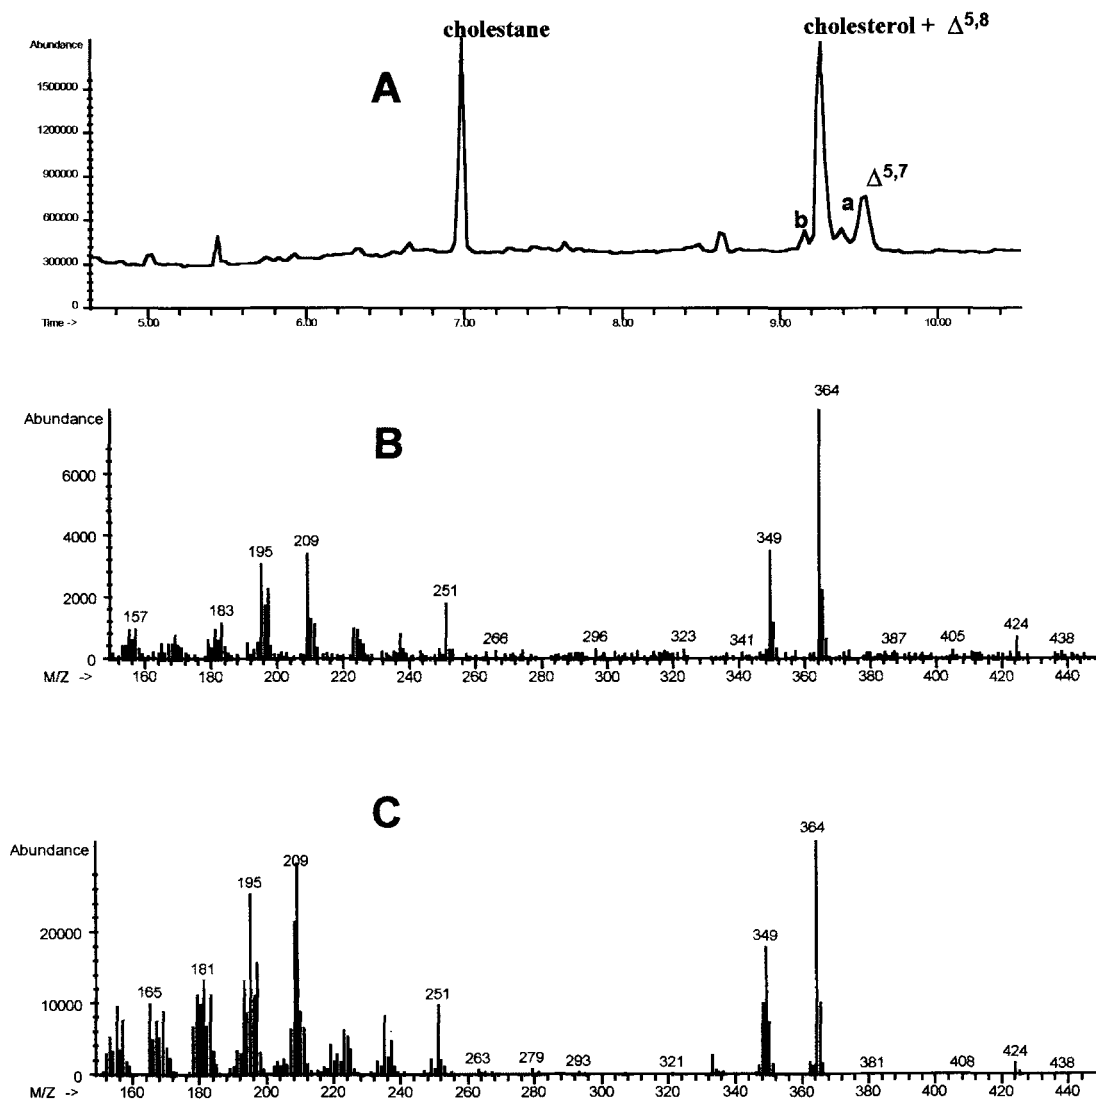 cholestane
cholesterol + Δ5,8
Abundance
A
1500000
1200000
Δ5,7
900000
a
b
600000
300000
0
Time -> 5.00 6.00 7.00 8.00 9.00 10.00
364
Abundance
B
6000
349
209
4000
195
251
2000
157 183 266 296 323 341 387 405 424 438
0
M/Z -> 160 180 200 220 240 260 280 300 320 340 360 380 400 420 440
C
364
Abundance
209
195
20000
349
181
165
251
10000
263 279 293 321 381 408 424 438
0
M/Z -> 160 180 200 220 240 260 280 300 320 340 360 380 400 420 440